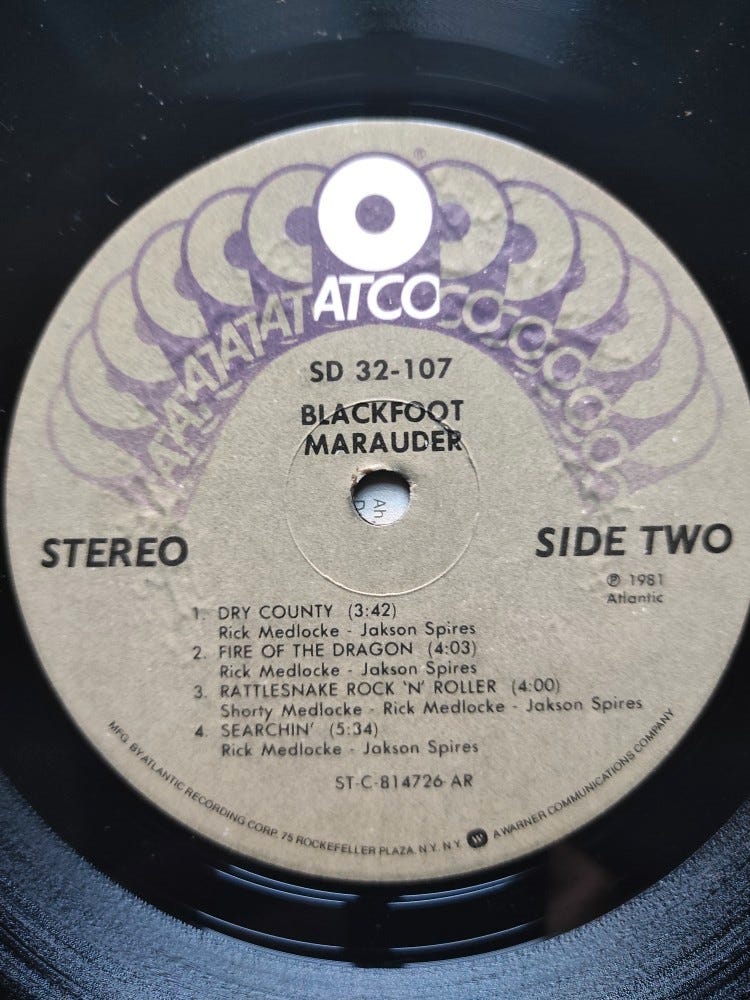 ®
ATCO
SD 32-107
BLACKFOOT
MARAUDER
Ah
D
STEREO
SIDE TWO
℗ 1981
Atlantic
1. DRY COUNTY (3:42)
Rick Medlocke - Jakson Spires
2. FIRE OF THE DRAGON (4:03)
Rick Medlocke - Jakson Spires
3. RATTLESNAKE ROCK 'N' ROLLER (4:00)
Shorty Medlocke - Rick Medlocke - Jakson Spires
4. SEARCHIN' (5:34)
Rick Medlocke - Jakson Spires
ST-C-814726-AR
MFG. BY ATLANTIC RECORDING CORP. 75 ROCKEFELLER PLAZA. N.Y. N.Y. A WARNER COMMUNICATIONS COMPANY